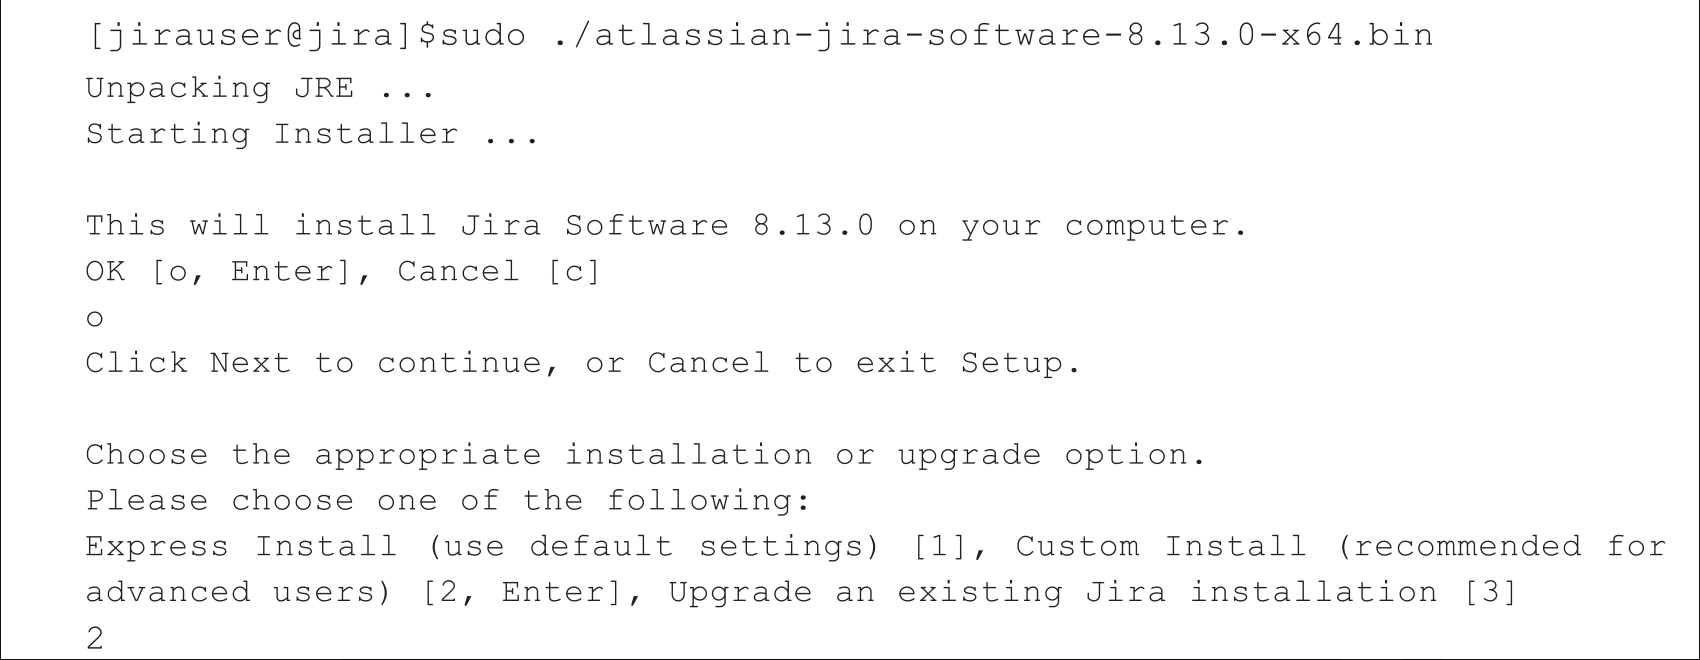 [jirauser@jira]$sudo ./atlassian-jira-software-8.13.0-x64.bin
Unpacking JRE ...
Starting Installer ...
This will install Jira Software 8.13.0 on your computer.
OK [o, Enter], Cancel [c]
o
Click Next to continue, or Cancel to exit Setup.
Choose the appropriate installation or upgrade option.
Please choose one of the following:
Express Install (use default settings) [1], Custom Install (recommended for
advanced users) [2, Enter], Upgrade an existing Jira installation [3]
2